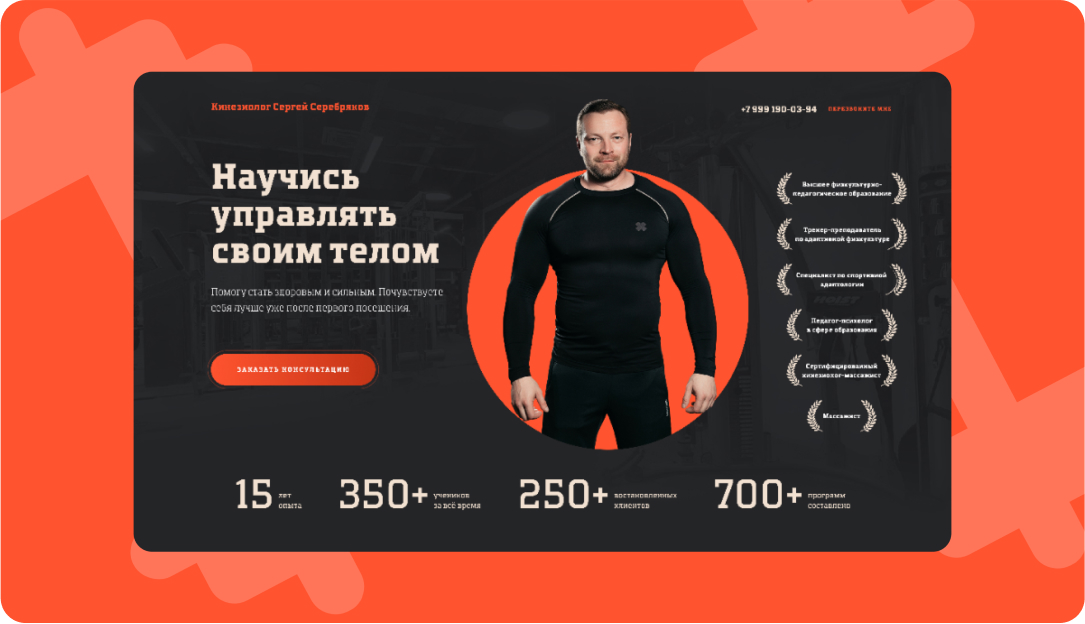 Кинезиолог Сергей Серебряков
+7 999 190-03-94
ПЕРЕЗВОНИТЕ МНЕ
Научись
управлять
своим телом
Помогу стать здоровым и сильным. Почувствуете
себя лучше уже после первого посещения.
ЗАКАЗАТЬ КОНСУЛЬТАЦИЮ
Высшее физкультурно-
педагогическое образование
Тренер-преподаватель
по адаптивной физкультуре
Специалист по спортивной
адаптологии
Педагог-психолог
в сфере образования
Сертифицированный
кинезиолог-массажист
Массажист
15 лет
опыта
350+ учеников
за всё время
250+ востановленных
клиентов
700+ программ
составлено